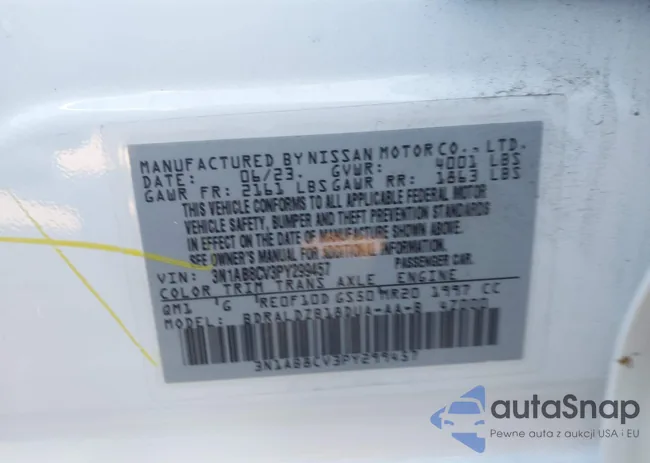 MANUFACTURED BY NISSAN MOTOR CO., LTD.
DATE: 06/23. GVWR: 4001 LBS
GAWR FR: 2161 LBS GAWR RR: 1863 LBS
THIS VEHICLE CONFORMS TO ALL APPLICABLE FEDERAL MOTOR
VEHICLE SAFETY, BUMPER AND THEFT PREVENTION STANDARDS
IN EFFECT ON THE DATE OF MANUFACTURE SHOWN ABOVE.
SEE OWNER'S MANUAL FOR ADDITIONAL INFORMATION
VIN: 3N1AB8CV3PY299457 PASSENGER CAR.
COLOR TRIM TRANS AXLE ENGINE
QM1 G RE0F10D GS50 MR20 1997 CC
MODEL:
3N1AB8CV3PY299457
autaSnap
Pewne auta z aukcji USA i EU